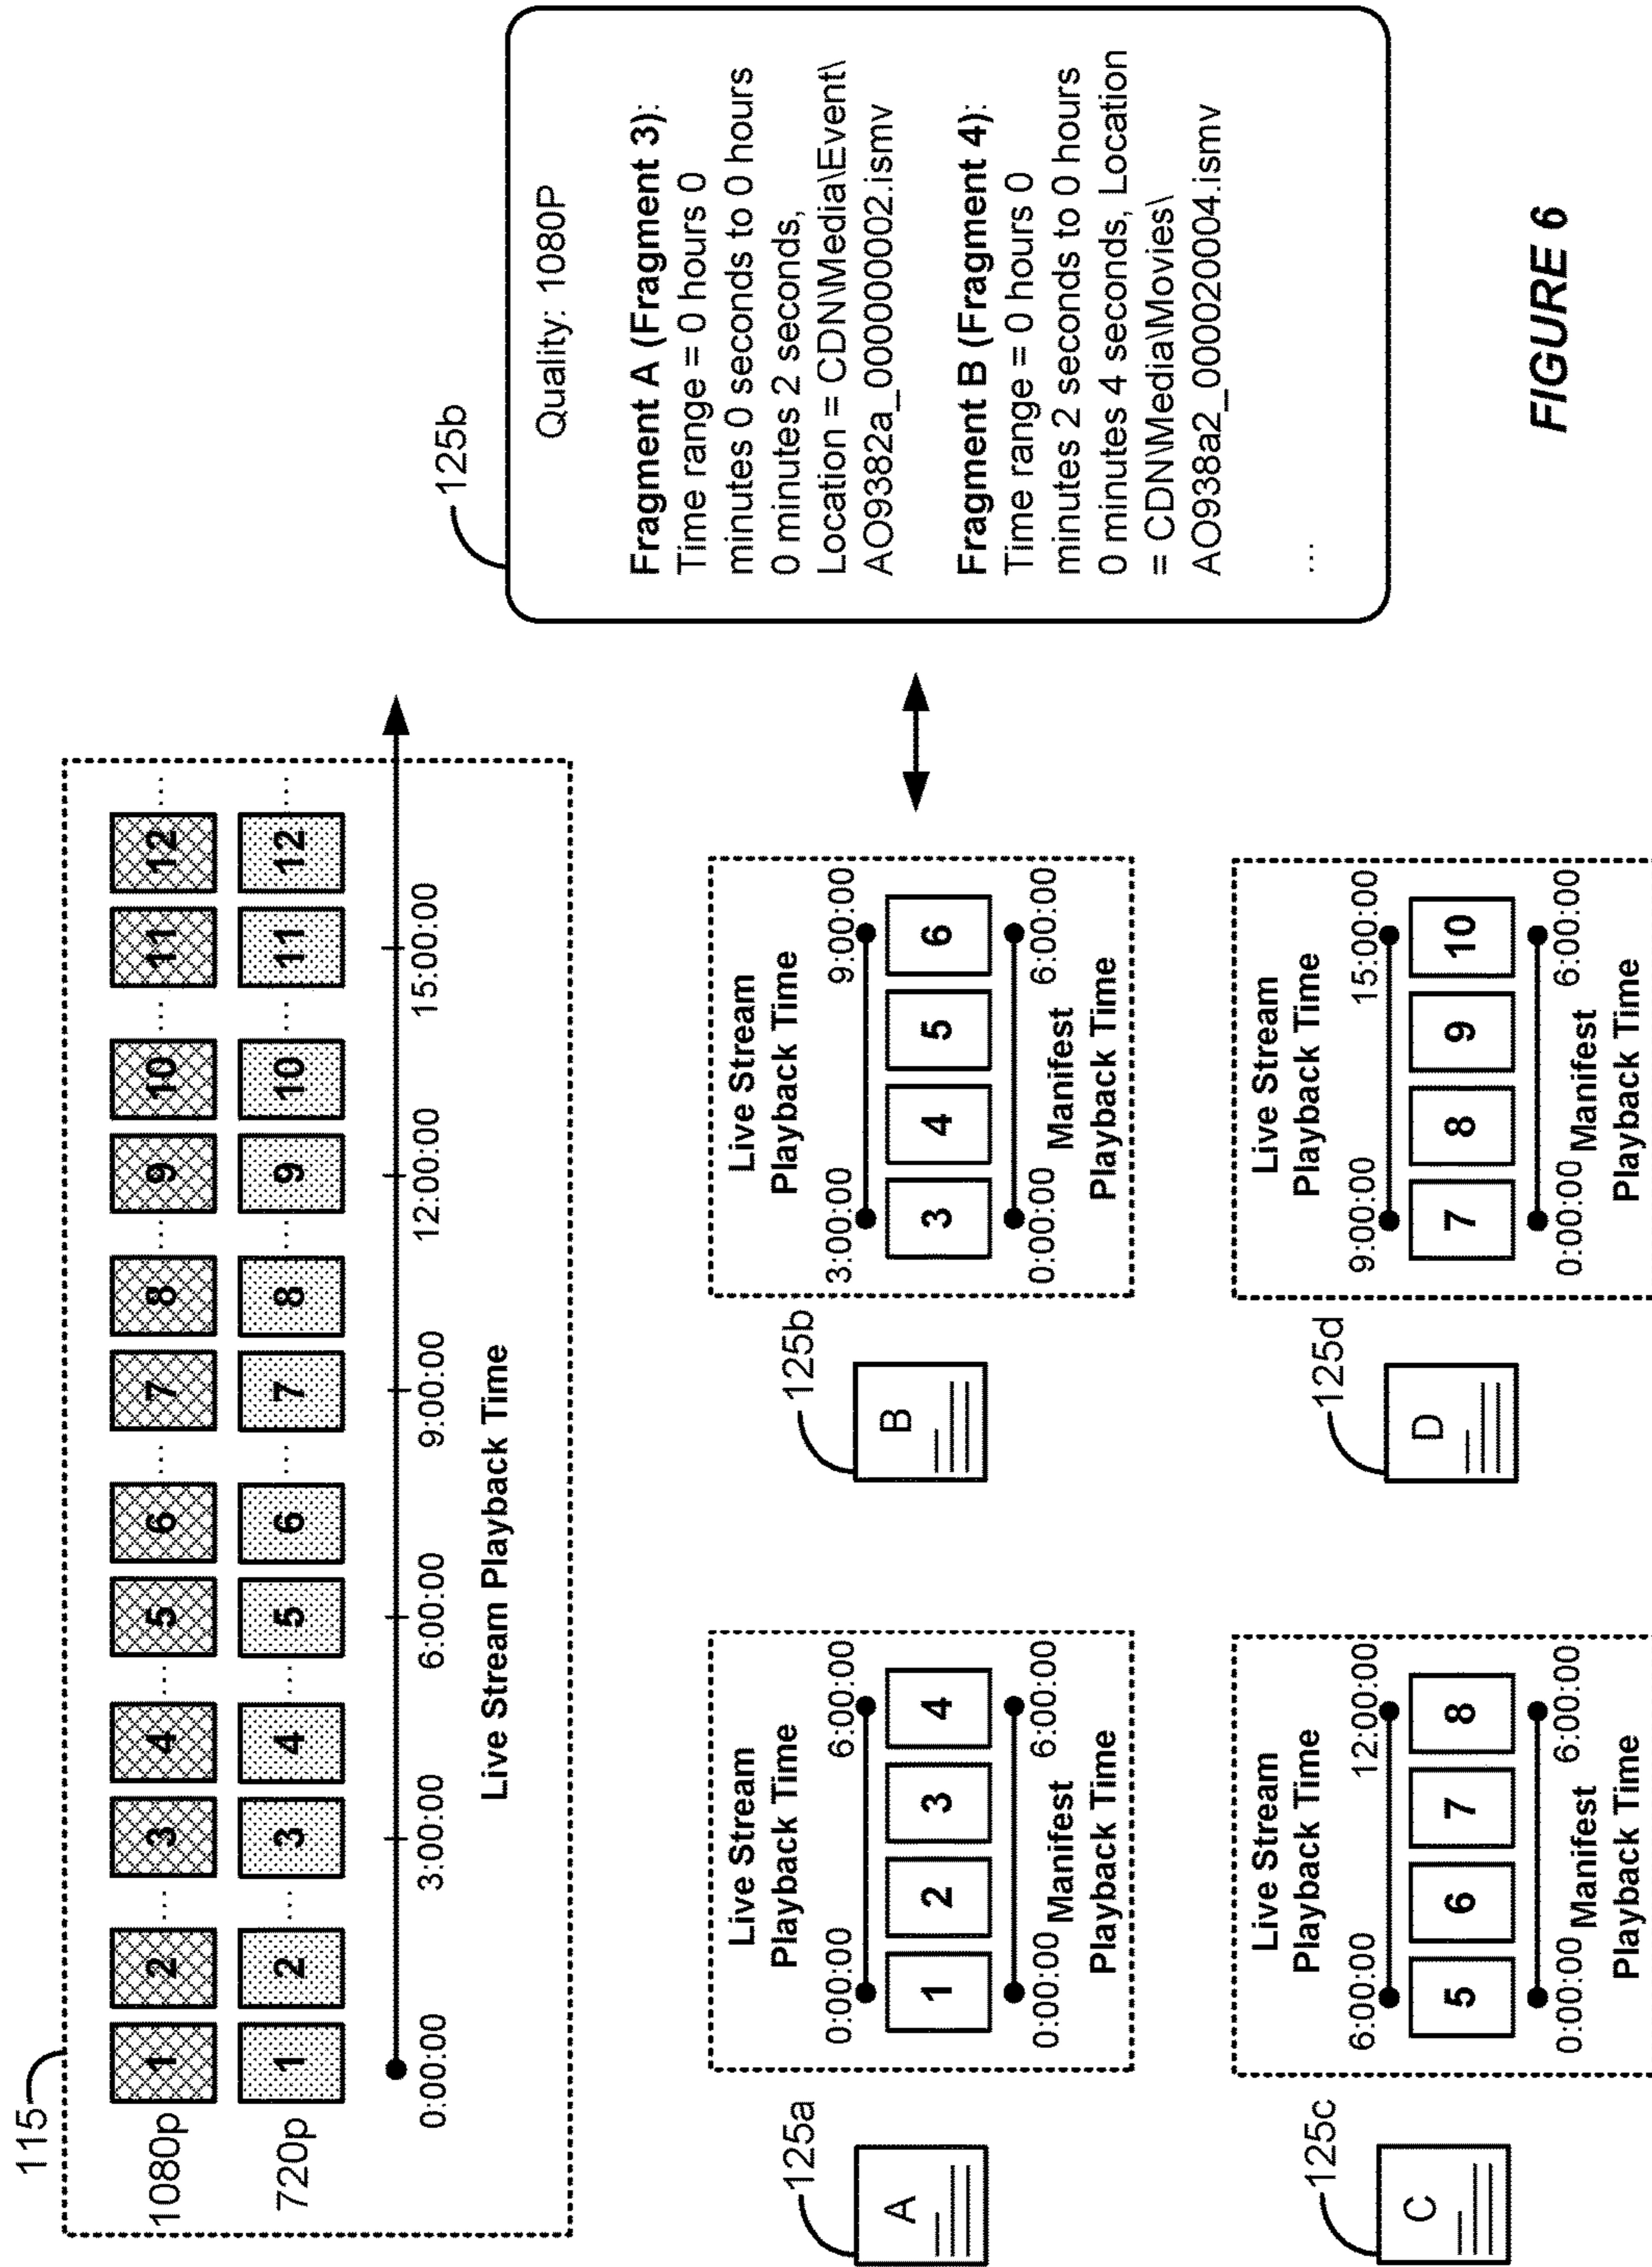 115
1080p 1 2 ... 3 4 ... 5 6 ... 7 8 ... 9 10 ... 11 12 ...
720p 1 2 ... 3 4 ... 5 6 ... 7 8 ... 9 10 ... 11 12 ...
0:00:00 3:00:00 6:00:00 9:00:00 12:00:00 15:00:00
Live Stream Playback Time
125a
A
Live Stream
Playback Time
0:00:00 6:00:00
1 2 3 4
0:00:00 Manifest 6:00:00
Playback Time
125b
B
Live Stream
Playback Time
3:00:00 9:00:00
3 4 5 6
0:00:00 Manifest 6:00:00
Playback Time
125c
C
Live Stream
Playback Time
6:00:00 12:00:00
5 6 7 8
0:00:00 Manifest 6:00:00
Playback Time
125d
D
Live Stream
Playback Time
9:00:00 15:00:00
7 8 9 10
0:00:00 Manifest 6:00:00
Playback Time
125b
Quality: 1080P
Fragment A (Fragment 3):
Time range = 0 hours 0
minutes 0 seconds to 0 hours
0 minutes 2 seconds,
Location = CDN\Media\Event\
AO9382a_000000002.ismv
Fragment B (Fragment 4):
Time range = 0 hours 0
minutes 2 seconds to 0 hours
0 minutes 4 seconds, Location
= CDN\Media\Movies\
AO938a2_000020004.ismv
...
FIGURE 6